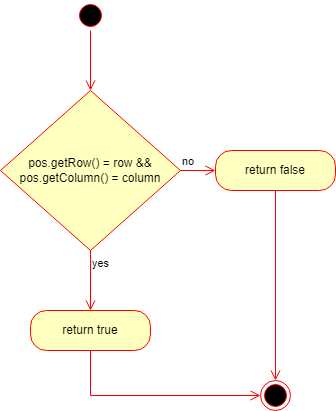 pos.getRow() = row &&
pos.getColumn() = column
no
return false
yes
return true